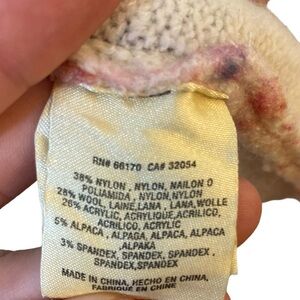 RN# 66170 CA# 32054
38% NYLON , NYLON, NAILON O
POLIAMIDA , NYLON,NYLON
28% WOOL, LAINE,LANA , LANA,WOLLE
26% ACRYLIC, ACRYLIQUE,ACRILICO,
ACRILICO, ACRYLIC
5% ALPACA , ALPAGA, ALPACA, ALPACA
,ALPAKA
3% SPANDEX, SPANDEX, SPANDEX ,
SPANDEX,SPANDEX
MADE IN CHINA, HECHO EN CHINA,
FABRIQUÉ EN CHINE